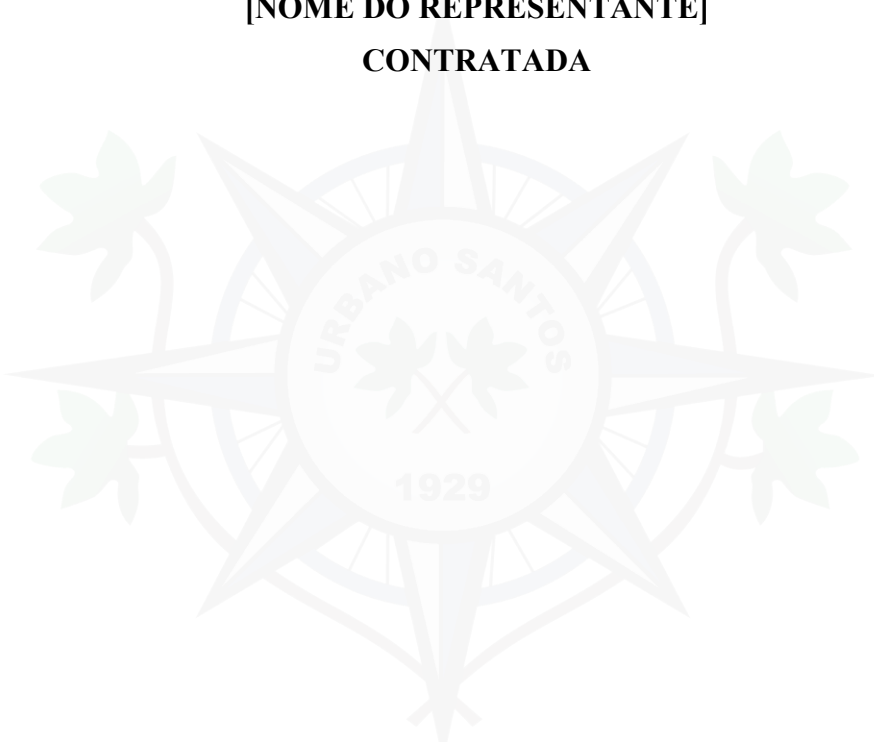 [NOME DO REPRESENTANTE]
CONTRATADA
URBANO SANTOS
1929